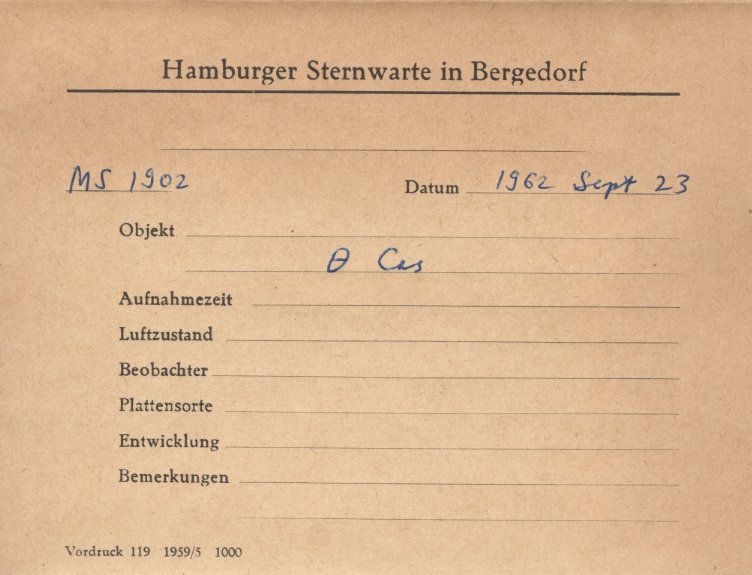 Hamburger Sternwarte in Bergedorf
MS 1902 Datum 1962 Sept 23
Objekt
θ Cas
Aufnahmezeit
Luftzustand
Beobachter
Plattensorte
Entwicklung
Bemerkungen
Vordruck 119 1959/5 1000